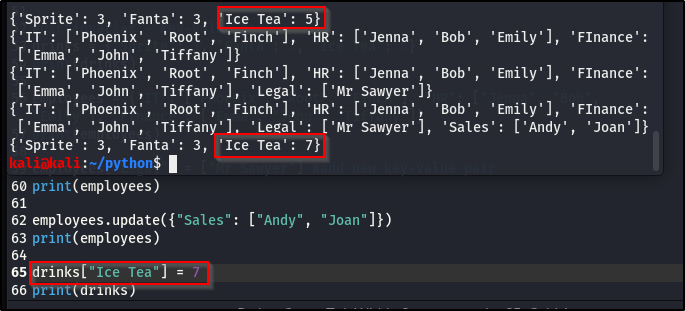 {'Sprite': 3, 'Fanta': 3, 'Ice Tea': 5}
{'IT': ['Phoenix', 'Root', 'Finch'], 'HR': ['Jenna', 'Bob', 'Emily'], 'FInance':
['Emma', 'John', 'Tiffany']}
{'IT': ['Phoenix', 'Root', 'Finch'], 'HR': ['Jenna', 'Bob', 'Emily'], 'FInance':
['Emma', 'John', 'Tiffany'], 'Legal': ['Mr Sawyer']}
{'IT': ['Phoenix', 'Root', 'Finch'], 'HR': ['Jenna', 'Bob', 'Emily'], 'FInance':
['Emma', 'John', 'Tiffany'], 'Legal': ['Mr Sawyer'], 'Sales': ['Andy', 'Joan']}
{'Sprite': 3, 'Fanta': 3, 'Ice Tea': 7}
kali@kali:~/python$
60 print(employees)
61
62 employees.update({"Sales": ["Andy", "Joan"]})
63 print(employees)
64
65 drinks["Ice Tea"] = 7
66 print(drinks)